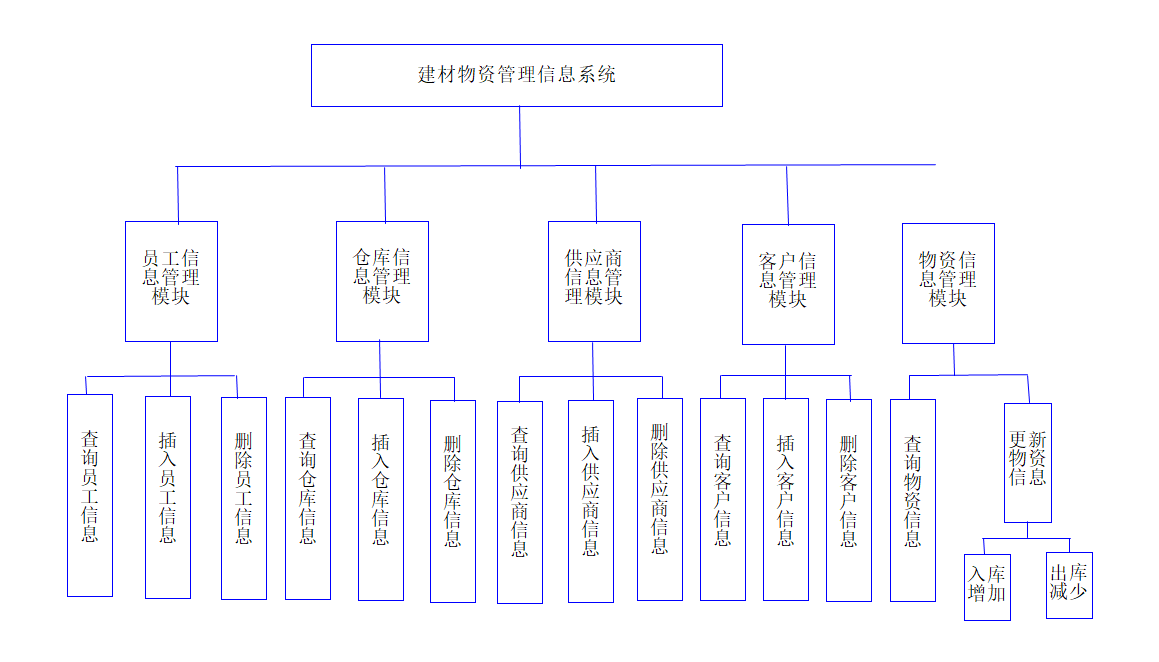 建材物资管理信息系统
员工信
息管理
模块
仓库信
息管理
模块
供应商
信息管
理模块
客户信
息管理
模块
物资信
息管理
模块
查询员工信息
插入员工信息
删除员工信息
查询仓库信息
插入仓库信息
删除仓库信息
查询供应商信息
插入供应商信息
删除供应商信息
查询客户信息
插入客户信息
删除客户信息
查询物资信息
更新
物资
信息
入库
增加
出库
减少